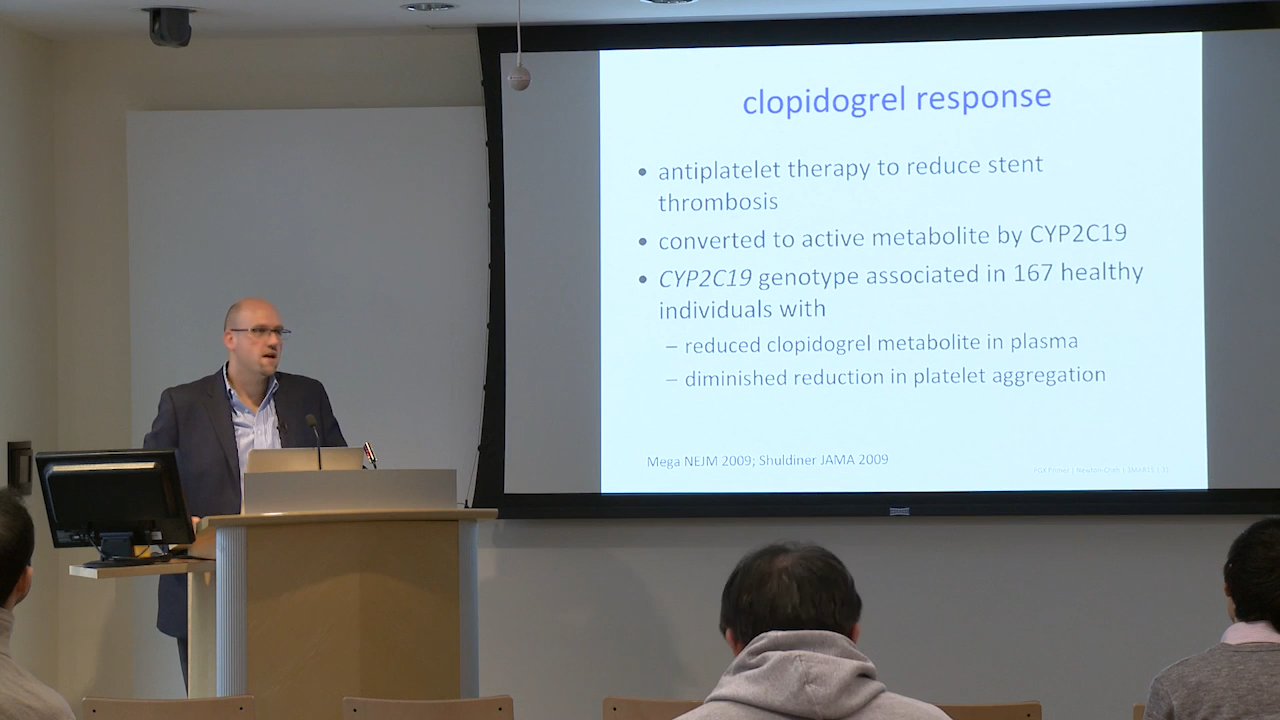 clopidogrel response
• antiplatelet therapy to reduce stent
thrombosis
• converted to active metabolite by CYP2C19
• CYP2C19 genotype associated in 167 healthy
individuals with
– reduced clopidogrel metabolite in plasma
– diminished reduction in platelet aggregation
Mega NEJM 2009; Shuldiner JAMA 2009